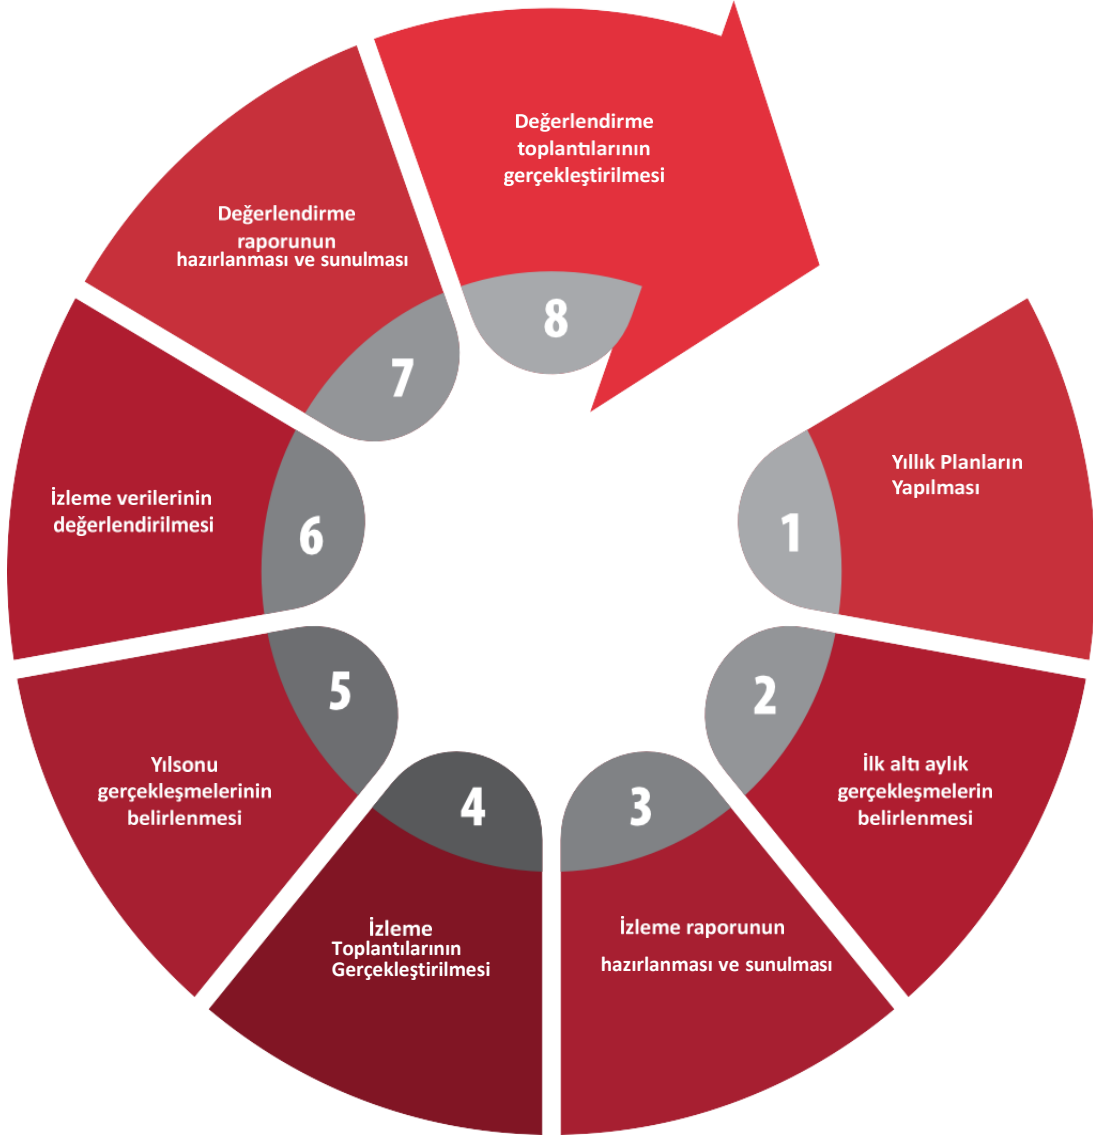 1
Yıllık Planların
Yapılması
2
İlk altı aylık
gerçekleşmelerin
belirlenmesi
3
İzleme raporunun
hazırlanması ve sunulması
4
İzleme
Toplantılarının
Gerçekleştirilmesi
5
Yılsonu
gerçekleşmelerinin
belirlenmesi
6
İzleme verilerinin
değerlendirilmesi
7
Değerlendirme
raporunun
hazırlanması ve sunulması
8
Değerlendirme
toplantılarının
gerçekleştirilmesi